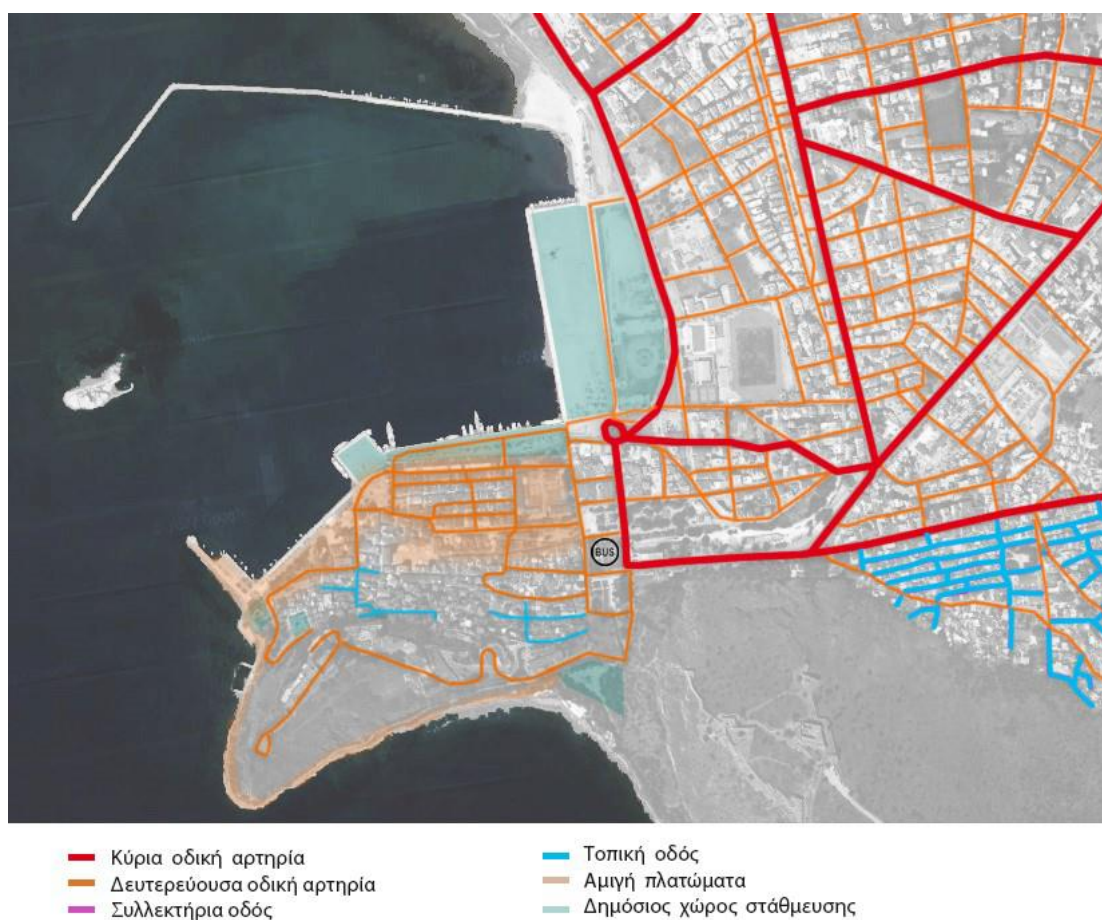 BUS
Κύρια οδική αρτηρία
Δευτερεύουσα οδική αρτηρία
Συλλεκτήρια οδός
Τοπική οδός
Αμιγή πλατώματα
Δημόσιος χώρος στάθμευσης